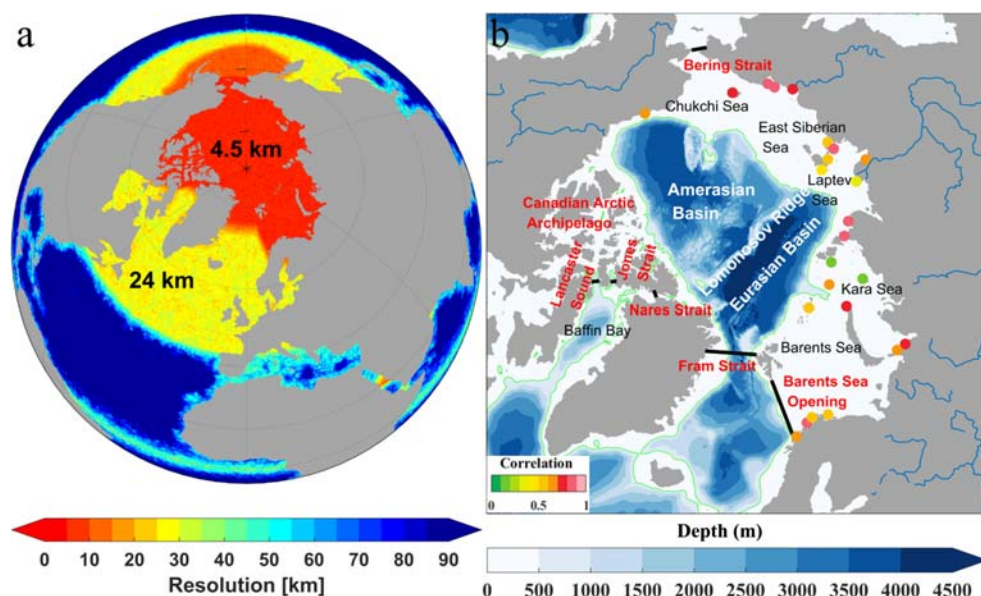 a
4.5 km
24 km
0 10 20 30 40 50 60 70 80 90
Resolution [km]
b
Bering Strait
Chukchi Sea
East Siberian
Sea
Laptev
Sea
Amerasian
Basin
Canadian Arctic
Archipelago
Lomonosov Ridge
Eurasian Basin
Lancaster
Sound
Jones
Strait
Kara Sea
Nares Strait
Baffin Bay
Barents Sea
Fram Strait
Barents Sea
Opening
Correlation
0 0.5 1
Depth (m)
0 500 1000 1500 2000 2500 3000 3500 4000 4500